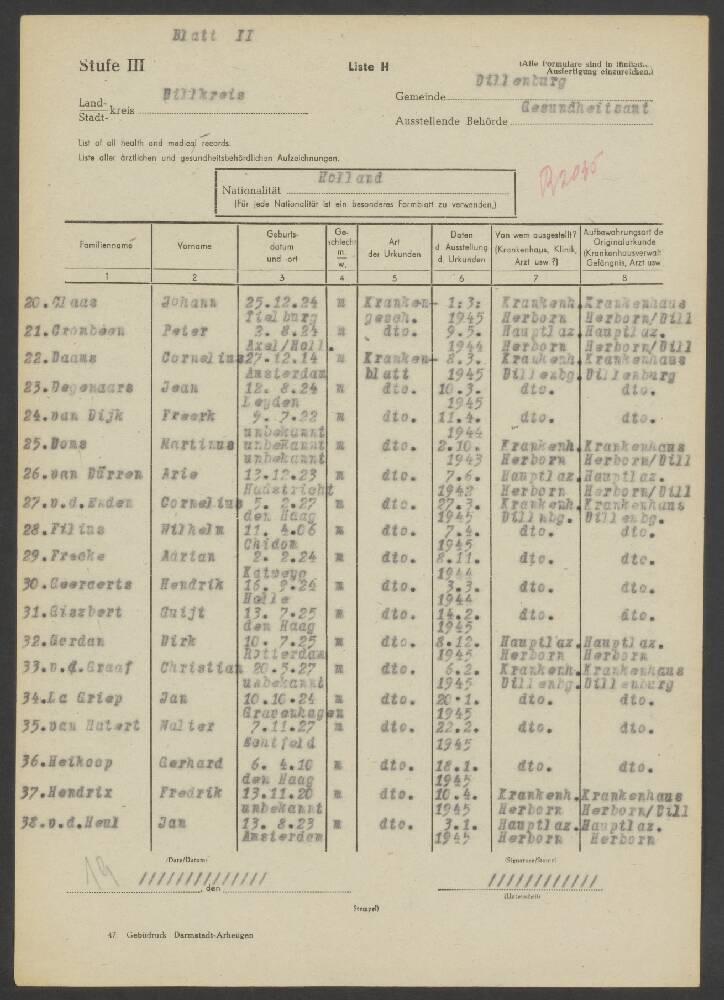 Blatt II
Stufe III
Liste H
(Alle Formulare sind in
Ausfertigung einzureichen.)
Land-
Stadt- kreis Dillkreis
Gemeinde Dillenburg
Ausstellende Behörde Gesundheitsamt
List of all health and medical records.
Liste aller ärztlichen und gesundheitsbehördlichen Aufzeichnungen.
Nationalität Holland
(Für jede Nationalität ist ein besonderes Formblatt zu verwenden.)
Familienname Vorname Geburts-datum und -ort Ge-schlecht m. w. Art der Urkunden Daten d. Ausstellung d. Urkunden Von wem ausgestellt? (Krankenhaus, Klinik, Arzt usw ?) Aufbewahrungsort de Originalurkunde (Krankenhausverwalt Gefängnis, Arzt usw
1 2 3 4 5 6 7 8
20. Claas Johann 25.12.24 m Kranken- 1.3. Krankenh. Krankenhaus
Tielburg gesch. 1945 Herborn Herborn/Dill
21. Crombeen Peter 2. 8.24 m dto. 9.5. Hauptlaz. Hauptlaz.
Axel/Holl. 1944 Herborn Herborn/Dill
22. Daams Cornelius 27.12.14 m Kranken- 8.3. Krankenh. Krankenhaus
Amsterdam blatt 1945 Dillenbg. Dillenburg
23. Degenaars Jean 12. 8.24 m dto. 10.3. dto. dto.
Leyden 1945
24. van Dijk Freerk 9. 7.22 m dto. 11.4. dto. dto.
unbekannt 1944
25. Doms Martinus unbekannt m dto. 2.10. Krankenh. Krankenhaus
unbekannt 1943 Herborn Herborn/Dill
26. van Dürren Arie 13.12.23 m dto. 7.6. Hauptlaz. Hauptlaz.
1942 Herborn Herborn/Dill
27. v.d. Enden Cornelius 5. 2.27 m dto. 27.3. Krankenh. Krankenhaus
den Haag 1945 Dillnbg. Dillenbg.
28. Filius Wilhelm 11. 4.06 m dto. 7.4. dto. dto.
Chidom 1945
29. Freeke Adrian 2. 2.24 m dto. 8.11. dto. dto.
1944
30. Geeraerts Hendrik 16. 9.26 m dto. 3.3. dto. dto.
Halle 1944
31. Giszbert Guijt 13. 7.25 m dto. 14.2. dto. dto.
den Haag 1945
32. Gerdan Dirk 10. 7.25 m dto. 8.12. Hauptlaz. Hauptlaz.
Rotterdam 1945 Herborn Herborn
33. v.d. Graaf Christian 20.5.27 m dto. 6.2. Krankenh. Krankenhaus
unbekannt 1945 Dillenbg. Dillenburg
34. La Griep Jan 10.10.24 m dto. 20.1. dto. dto.
Gravenhagen 1945
35. van Hatert Walter 7.11.27 m dto. 22.2. dto. dto.
1945
36. Heikoop Gerhard 6. 4.10 m dto. 18.1. dto. dto.
den Haag 1945
37. Hendrix Fredrik 13.11.20 m dto. 10.4. Krankenh. Krankenhaus
unbekannt 1945 Herborn Herborn/Dill
38. v.d. Heul Jan 13. 8.23 m dto. 3.1. Hauptlaz. Hauptlaz.
Amsterdam 1945 Herborn Herborn
(Date/Datum)
(Signature/Stamp)
19
////////////////
den
//////////////
(Unterschrift)
Stempel)
47 Gebüdruck Darmstadt-Arheilgen